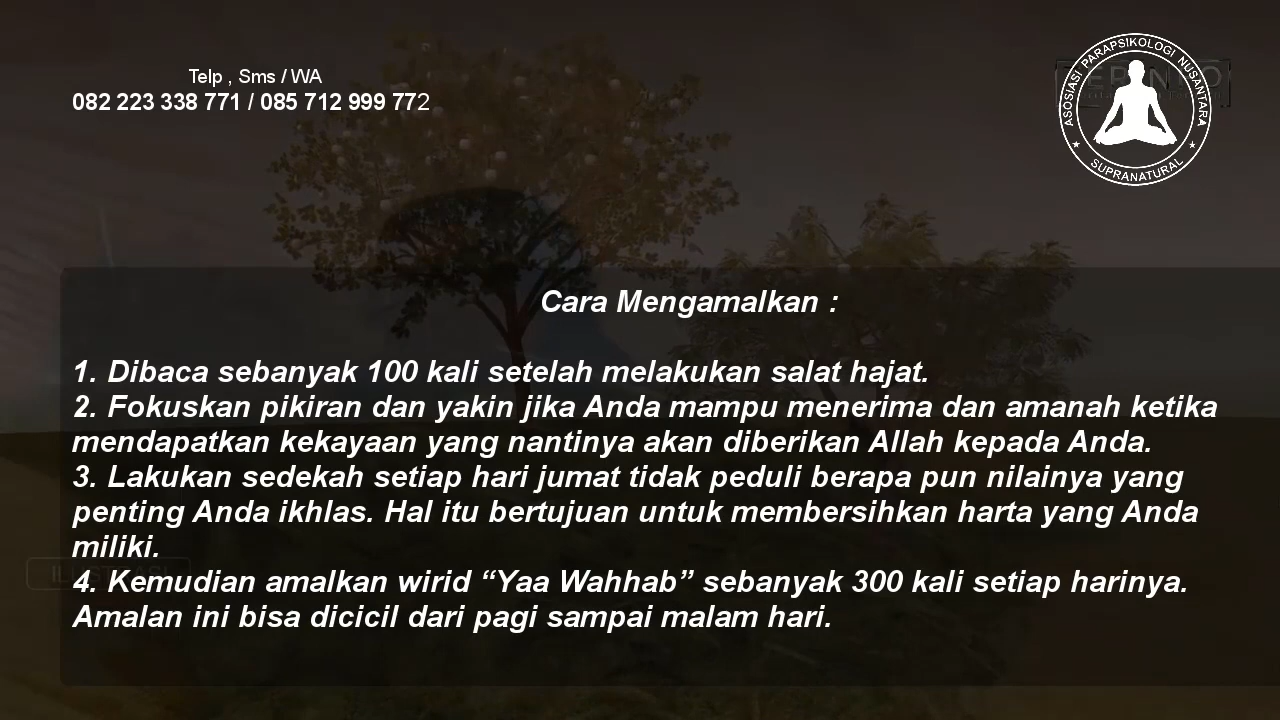 Telp , Sms / WA
082 223 338 771 / 085 712 999 772
ASOSIASI PARAPSIKOLOGI NUSANTARA
SUPRANATURAL
Cara Mengamalkan :
1. Dibaca sebanyak 100 kali setelah melakukan salat hajat.
2. Fokuskan pikiran dan yakin jika Anda mampu menerima dan amanah ketika
mendapatkan kekayaan yang nantinya akan diberikan Allah kepada Anda.
3. Lakukan sedekah setiap hari jumat tidak peduli berapa pun nilainya yang
penting Anda ikhlas. Hal itu bertujuan untuk membersihkan harta yang Anda
miliki.
ILUSTRASI
4. Kemudian amalkan wirid “Yaa Wahhab” sebanyak 300 kali setiap harinya.
Amalan ini bisa dicicil dari pagi sampai malam hari.